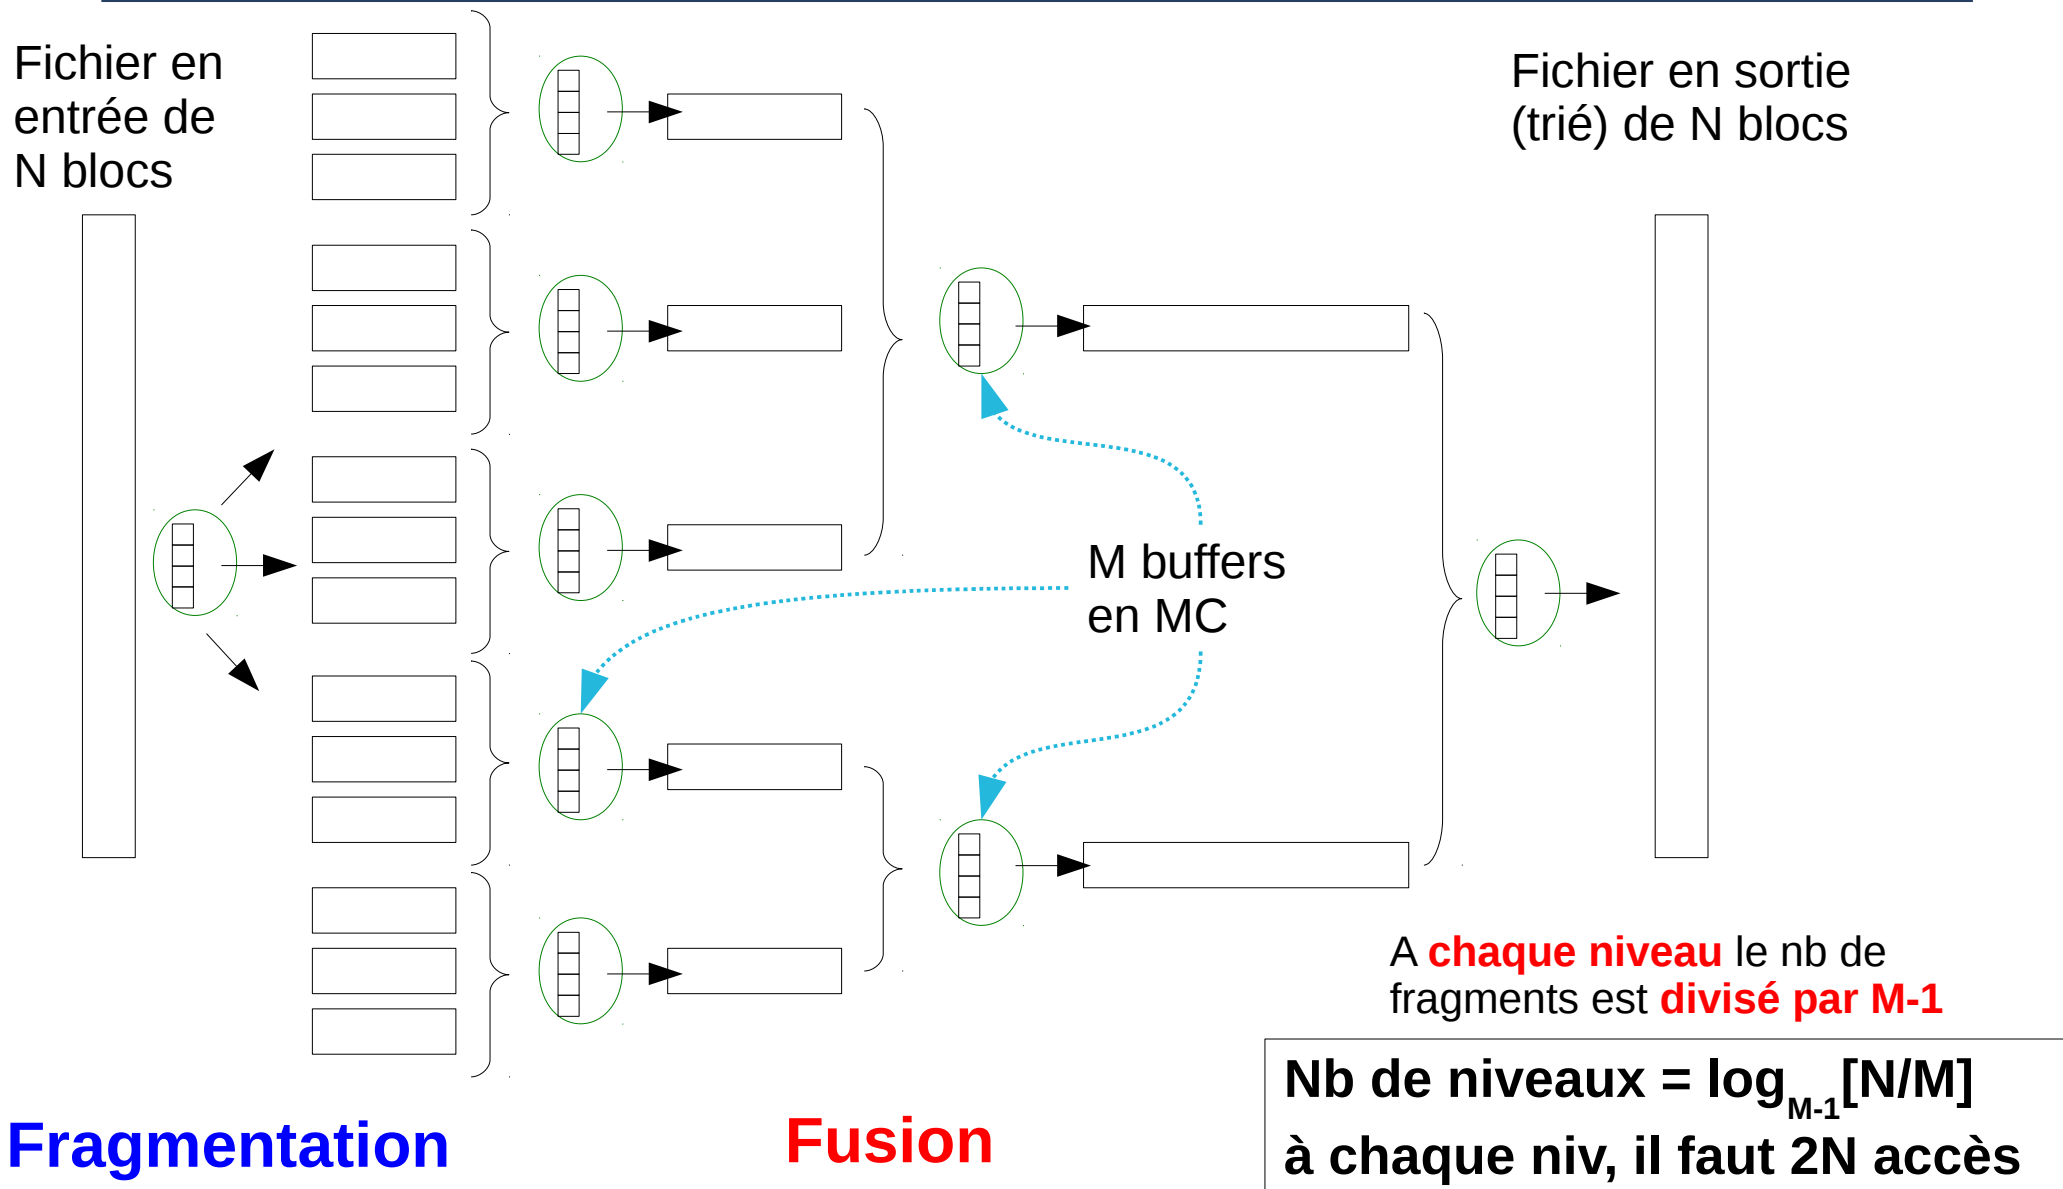 Fichier en
entrée de
N blocs
Fichier en sortie
(trié) de N blocs
M buffers
en MC
A chaque niveau le nb de
fragments est divisé par M-1
Nb de niveaux = log M-1 [N/M]
à chaque niv, il faut 2N accès
Fragmentation
Fusion